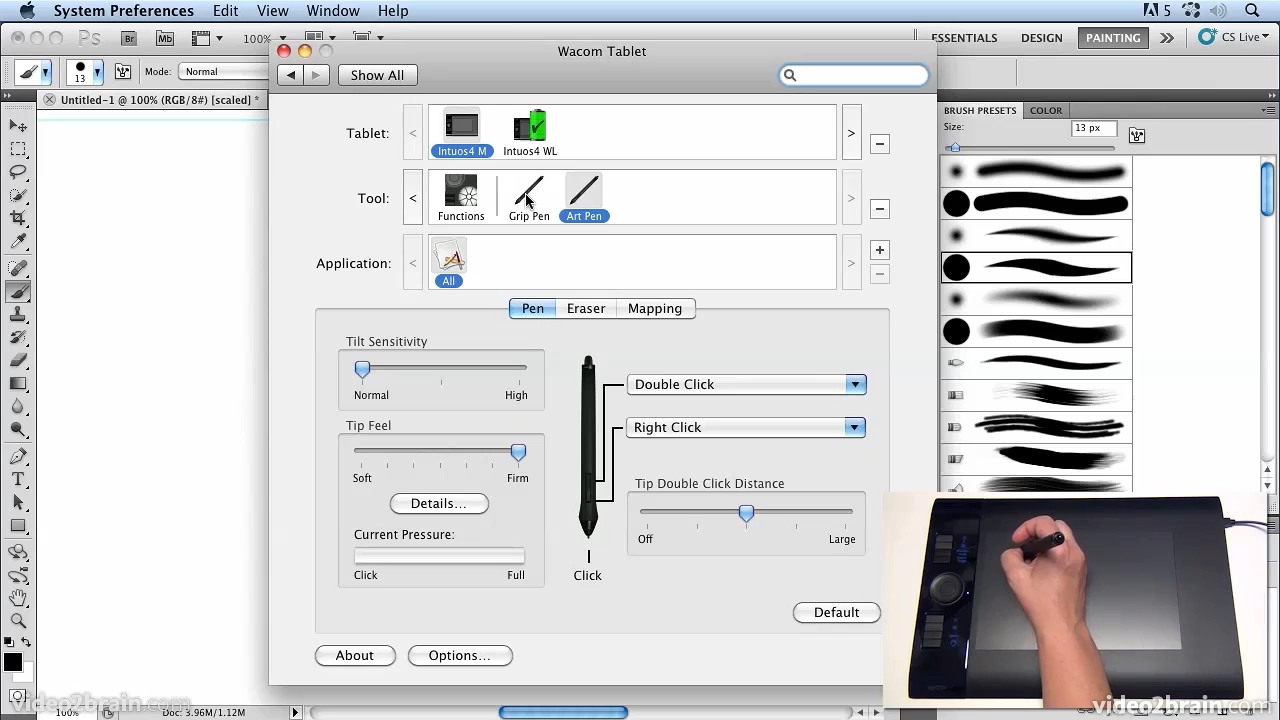 System Preferences Edit View Window Help
5
Ps Br Mb 100%
ESSENTIALS DESIGN PAINTING CS Live
Wacom Tablet
Show All
13 Mode: Normal
Untitled-1 @ 100% (RGB/8#) [scaled] *
BRUSH PRESETS COLOR
Size: 13 px
Tablet: < >
Intuos4 M Intuos4 WL
Tool: < >
Functions Grip Pen Art Pen
Application: < >
All
Pen Eraser Mapping
Tilt Sensitivity
Normal High
Double Click
Tip Feel
Right Click
Soft Firm
Tip Double Click Distance
Details...
Off Large
Current Pressure:
Click Full
Click
Default
About Options...
video2brain.com
video2brain.com
100% Doc: 3.96M/1.12M